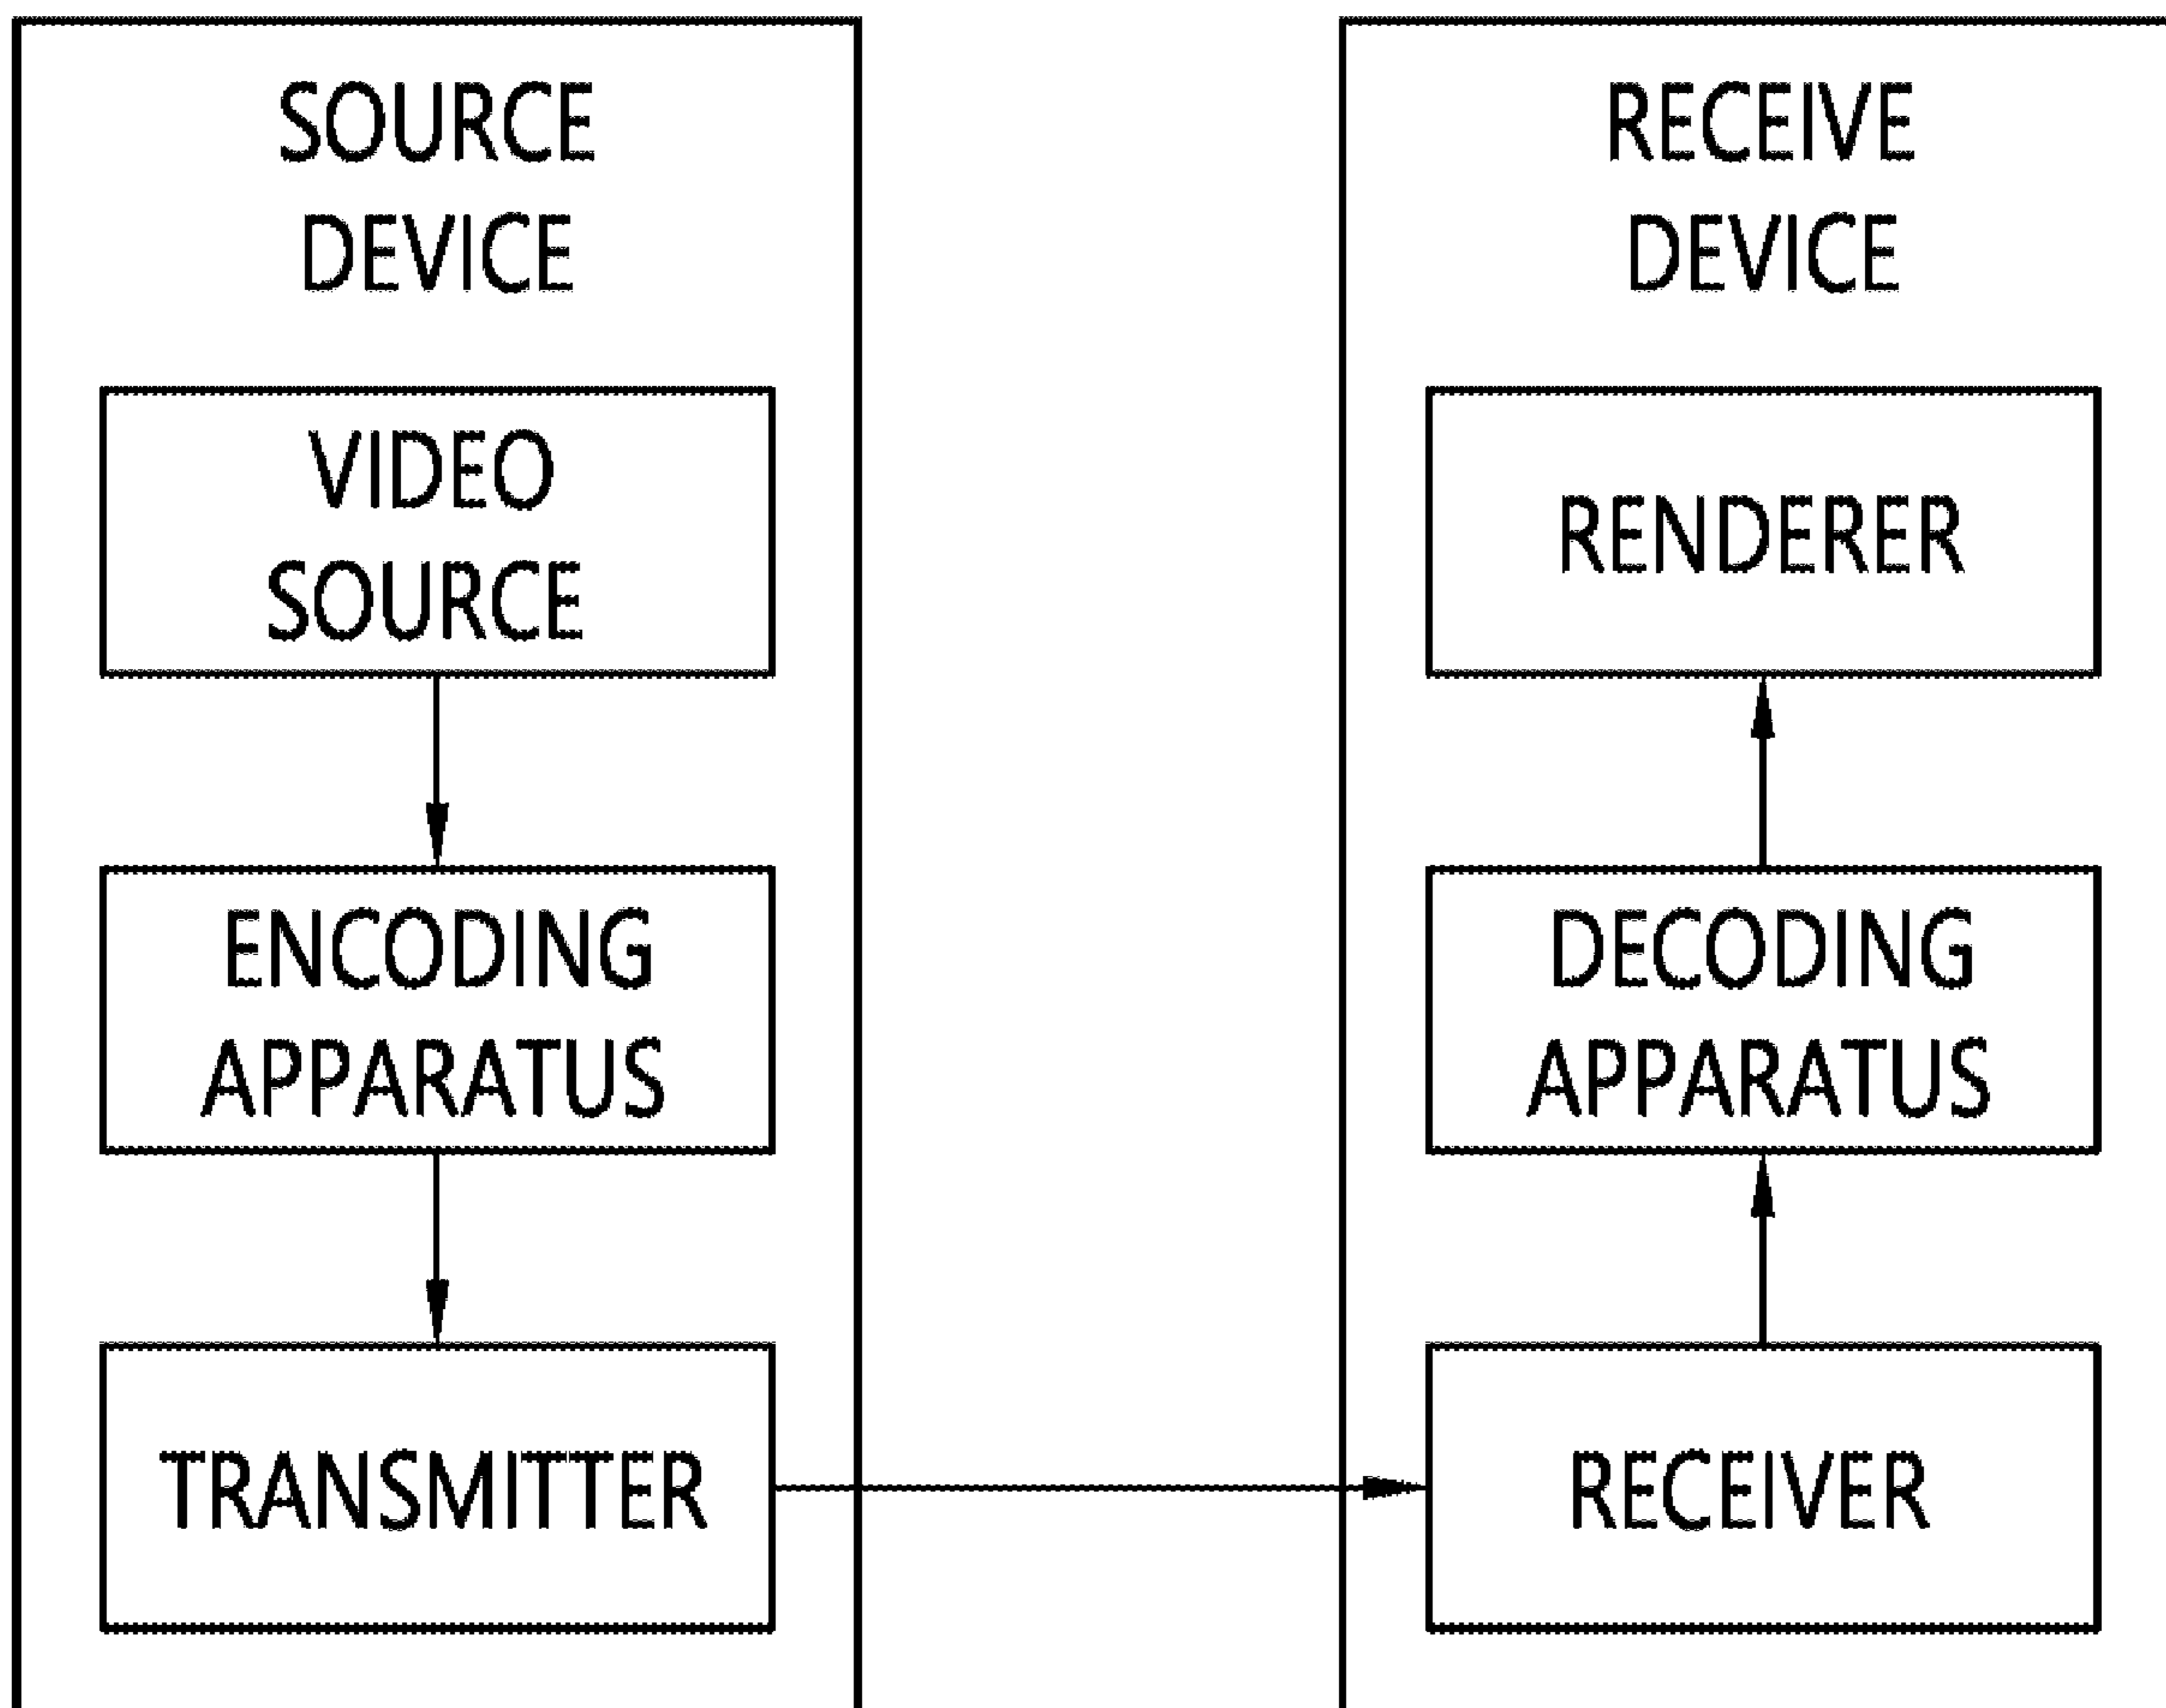 SOURCE
DEVICE
VIDEO
SOURCE
ENCODING
APPARATUS
TRANSMITTER
RECEIVE
DEVICE
RENDERER
DECODING
APPARATUS
RECEIVER